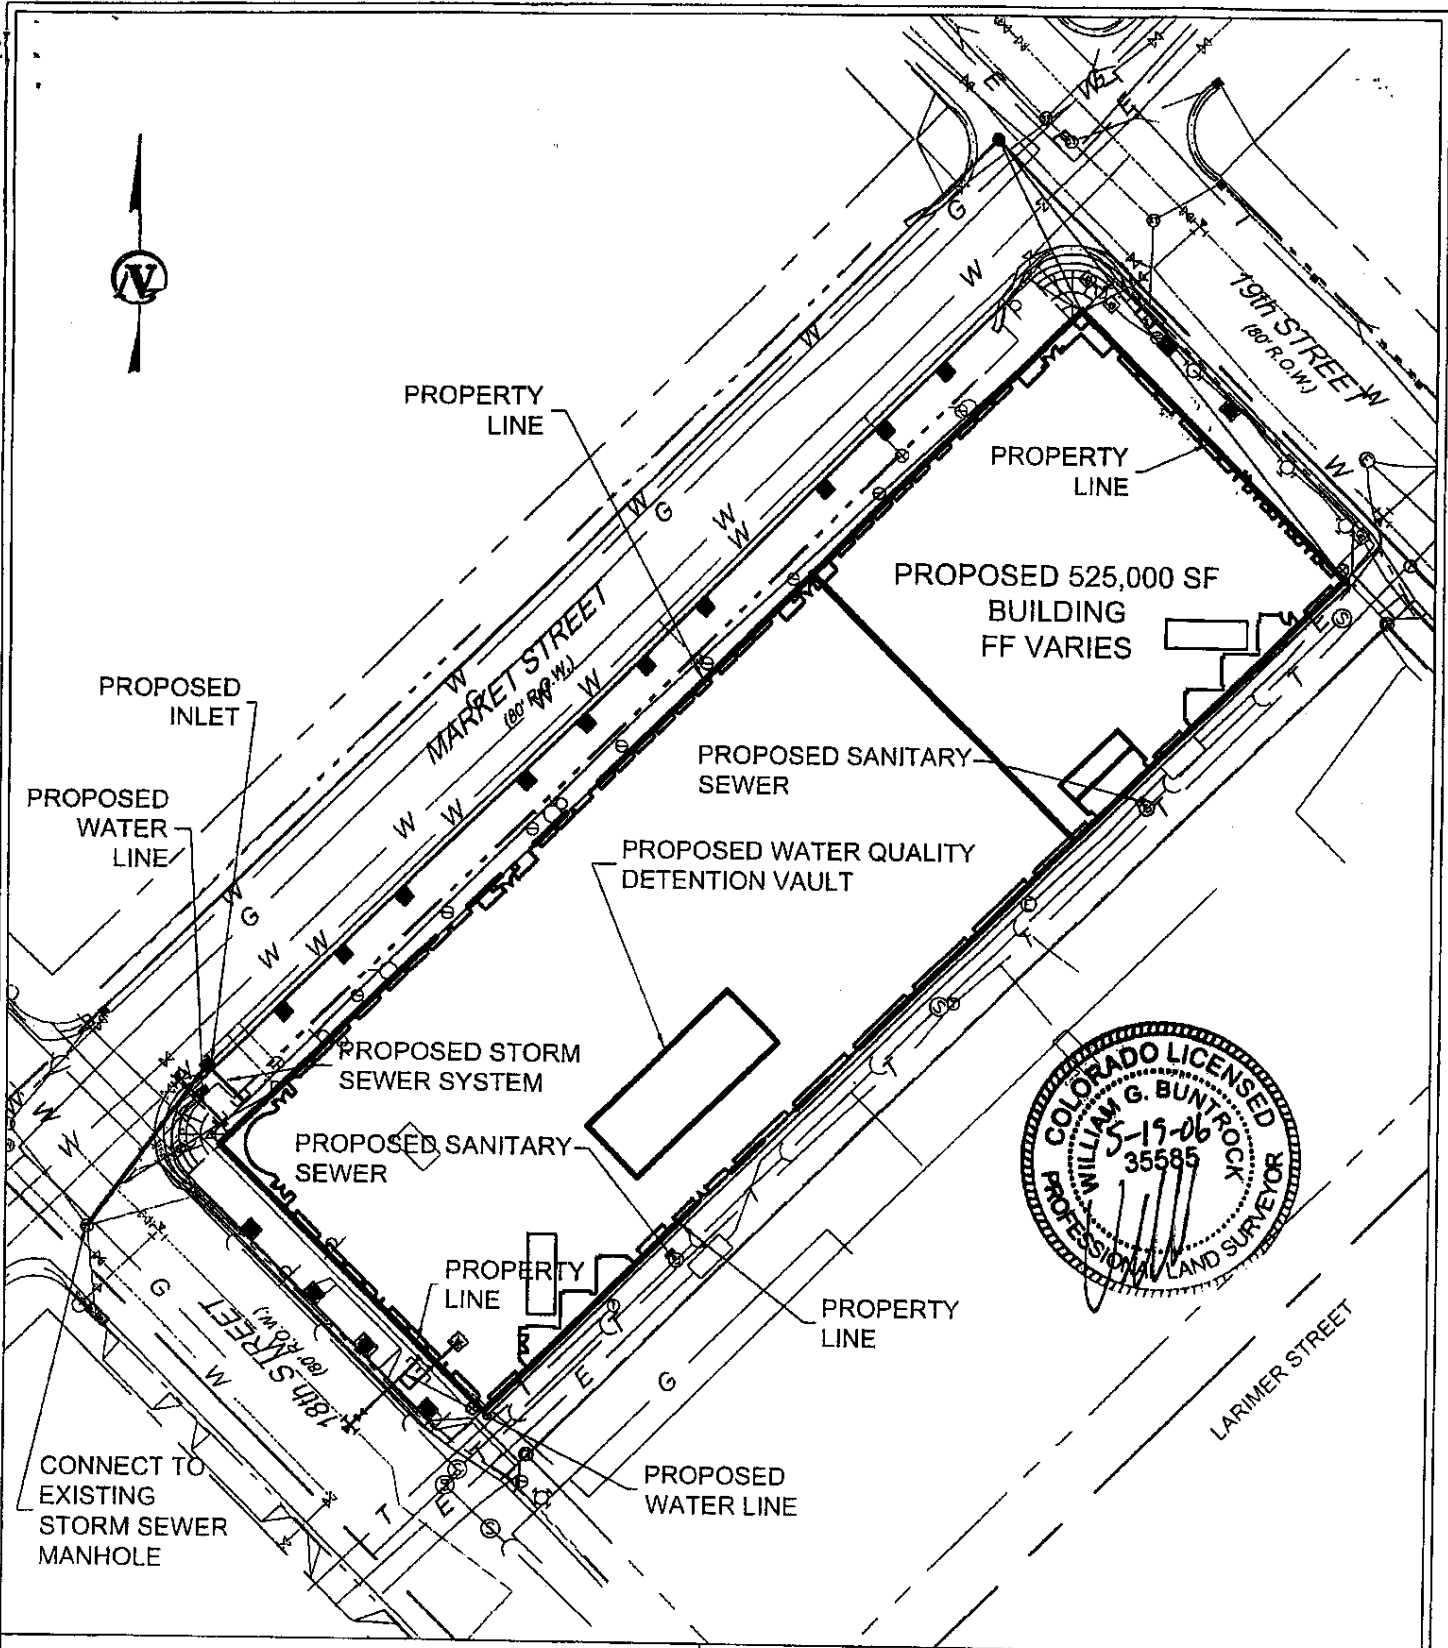 N
19th STREET
(80' R.O.W.)
PROPERTY
LINE
PROPERTY
LINE
PROPOSED 525,000 SF
BUILDING
FF VARIES
MARKET STREET
(80' R.O.W.)
PROPOSED
INLET
PROPOSED SANITARY
SEWER
PROPOSED
WATER
LINE
PROPOSED WATER QUALITY
DETENTION VAULT
PROPOSED STORM
SEWER SYSTEM
COLORADO LICENSED
WILLIAM G. BUNTROCK
5-19-06
35585
PROFESSIONAL LAND SURVEYOR
PROPOSED SANITARY
SEWER
PROPERTY
LINE
PROPERTY
LINE
18th STREET
(80' R.O.W.)
LARIMER STREET
CONNECT TO
EXISTING
STORM SEWER
MANHOLE
PROPOSED
WATER LINE